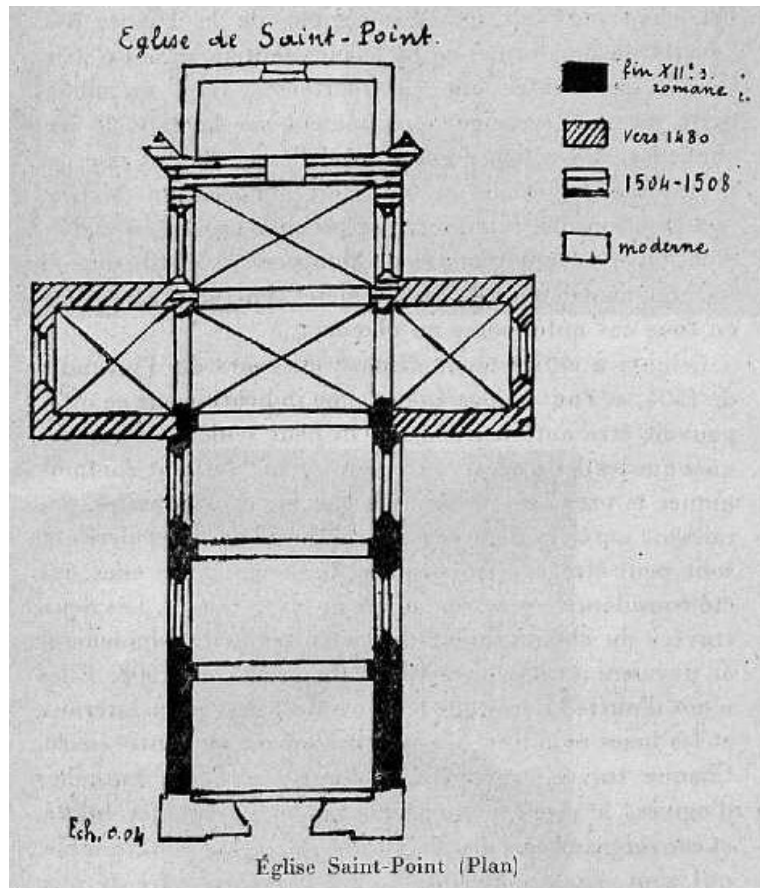 Eglise de Saint-Point.
fin XIIe s.
romane
vers 1480
1504-1508
moderne
Ech. 0.04
Église Saint-Point (Plan)